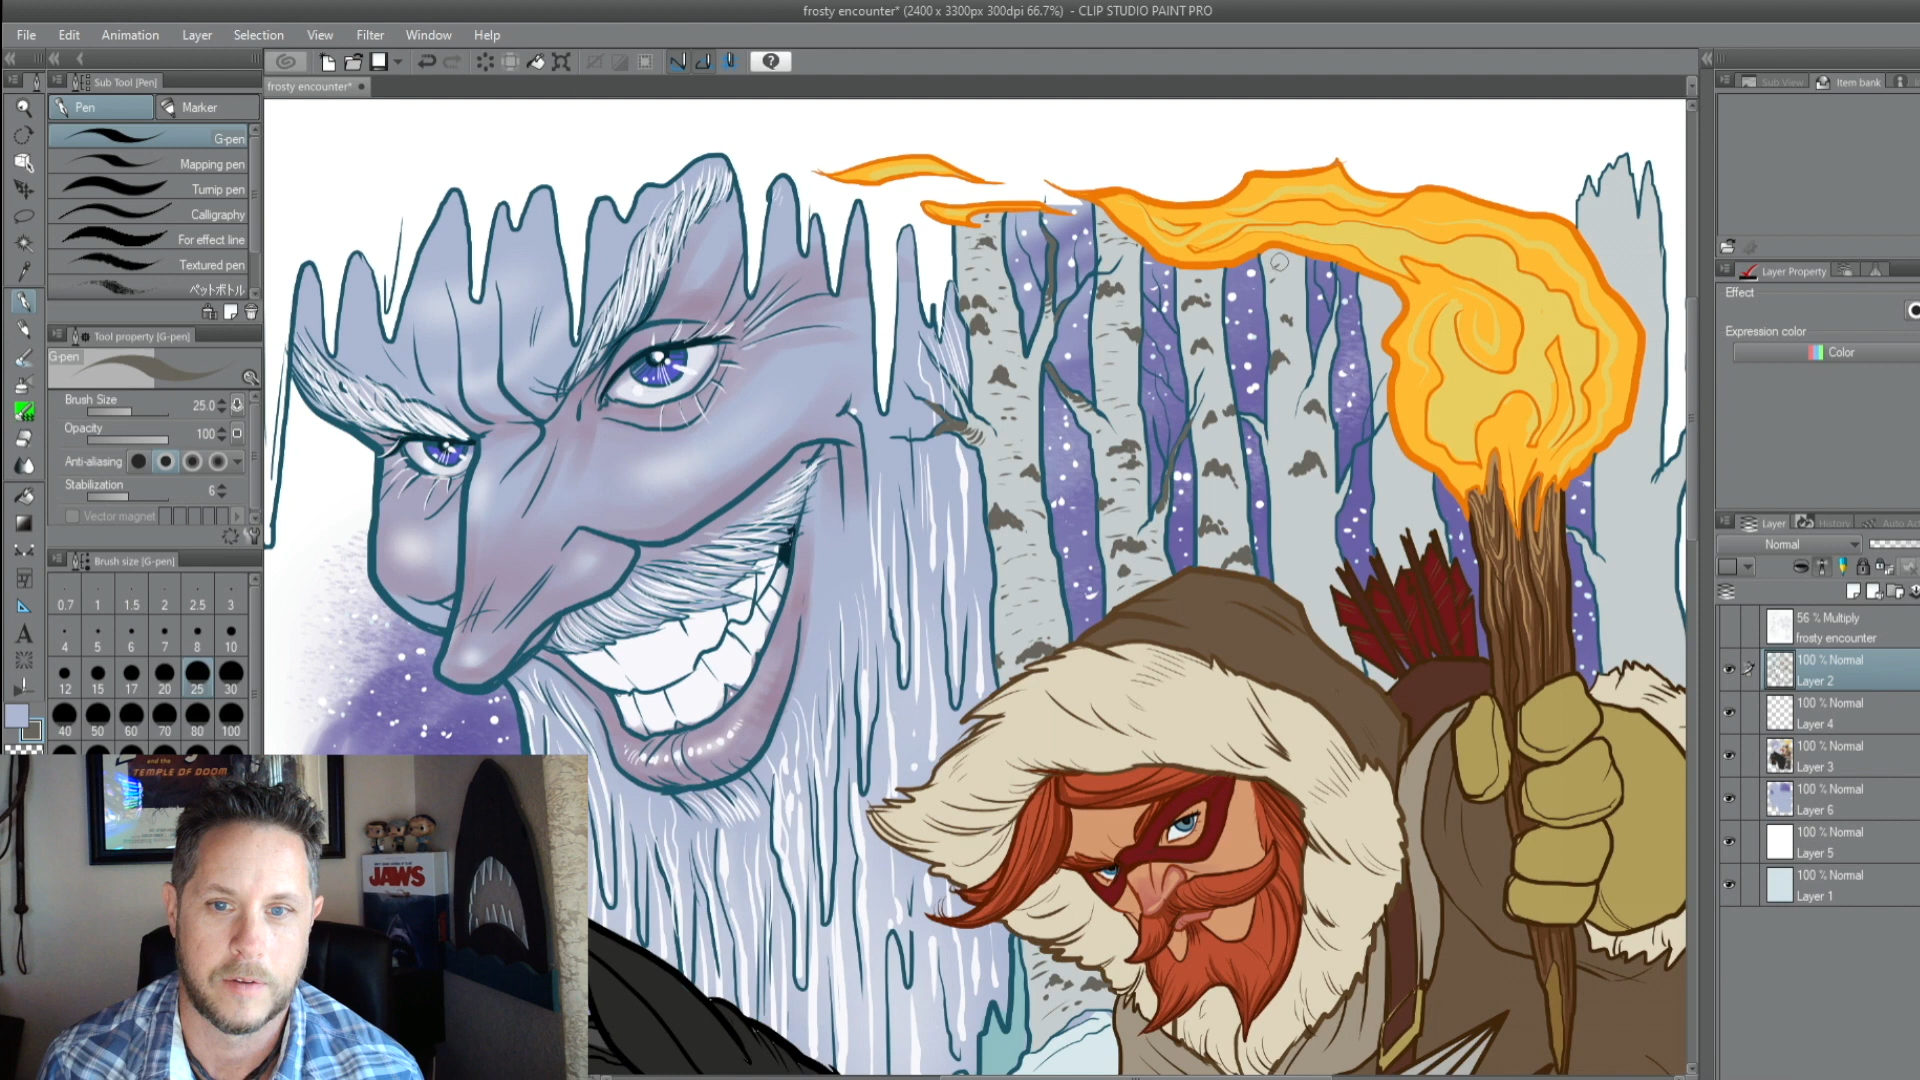 frosty encounter* (2400 x 3300px 300dpi 66.7%)  - CLIP STUDIO PAINT PRO
File Edit Animation Layer Selection View Filter Window Help
Sub Tool [Pen]
frosty encounter*
Sub View Item bank
Pen Marker
G-pen
Mapping pen
Turnip pen
Calligraphy
For effect line
Textured pen
ペットボトル
Tool property [G-pen]
G-pen
Brush Size 25.0
Opacity 100
Anti-aliasing
Stabilization 6
Vector magnet
Brush size [G-pen]
0.7 1 1.5 2 2.5 3
4 5 6 7 8 10
12 15 17 20 25 30
40 50 60 70 80 100
A
Layer Property
Effect
Expression color
Color
Layer History Auto Ac
Normal
56 % Multiply
frosty encounter
100 % Normal
Layer 2
100 % Normal
Layer 4
100 % Normal
Layer 3
100 % Normal
Layer 6
100 % Normal
Layer 5
100 % Normal
Layer 1
and the
TEMPLE OF DOOM
JAWS